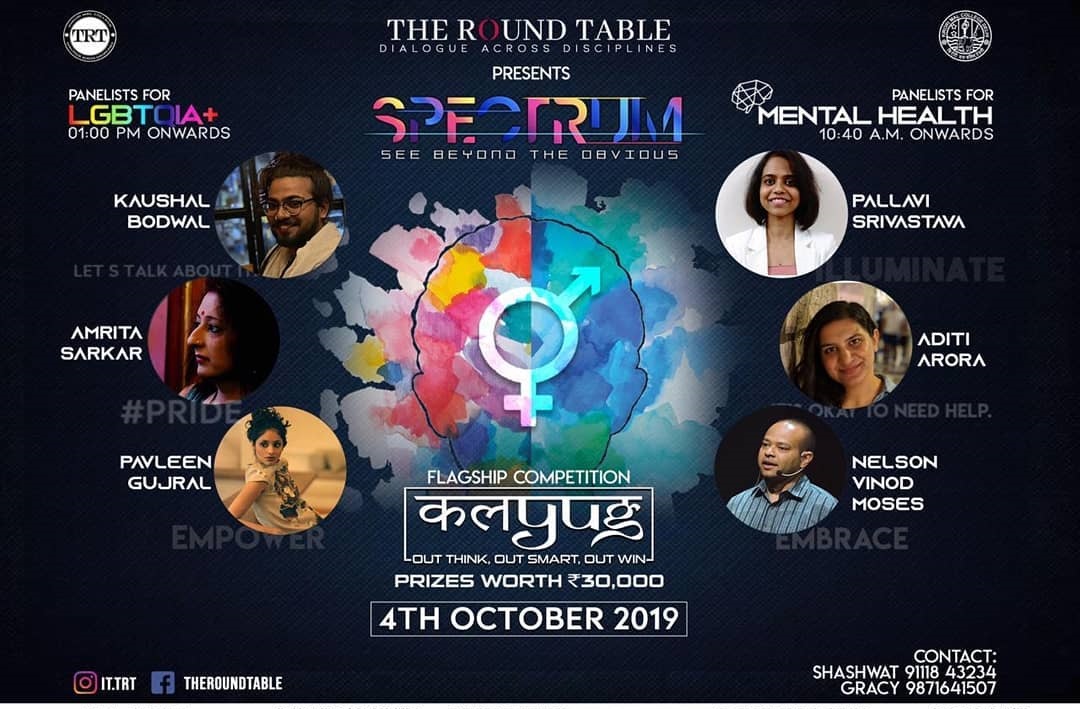 TRT
THE ROUND TABLE
DIALOGUE ACROSS DISCIPLINES
PRESENTS
SPECTRUM
SEE BEYOND THE OBVIOUS
PANELISTS FOR
LGBTQIA+
01:00 PM ONWARDS
KAUSHAL
BODWAL
LET S TALK ABOUT IT
AMRITA
SARKAR
#PRIDE
PAVLEEN
GUJRAL
EMPOWER
PANELISTS FOR
MENTAL HEALTH
10:40 A.M. ONWARDS
PALLAVI
SRIVASTAVA
ILLUMINATE
ADITI
ARORA
OKAY TO NEED HELP.
NELSON
VINOD
MOSES
EMBRACE
FLAGSHIP COMPETITION
कलyug
OUT THINK, OUT SMART, OUT WIN
PRIZES WORTH ₹30,000
4TH OCTOBER 2019
IT.TRT
THEROUNDTABLE
CONTACT:
SHASHWAT 91118 43234
GRACY 9871641507